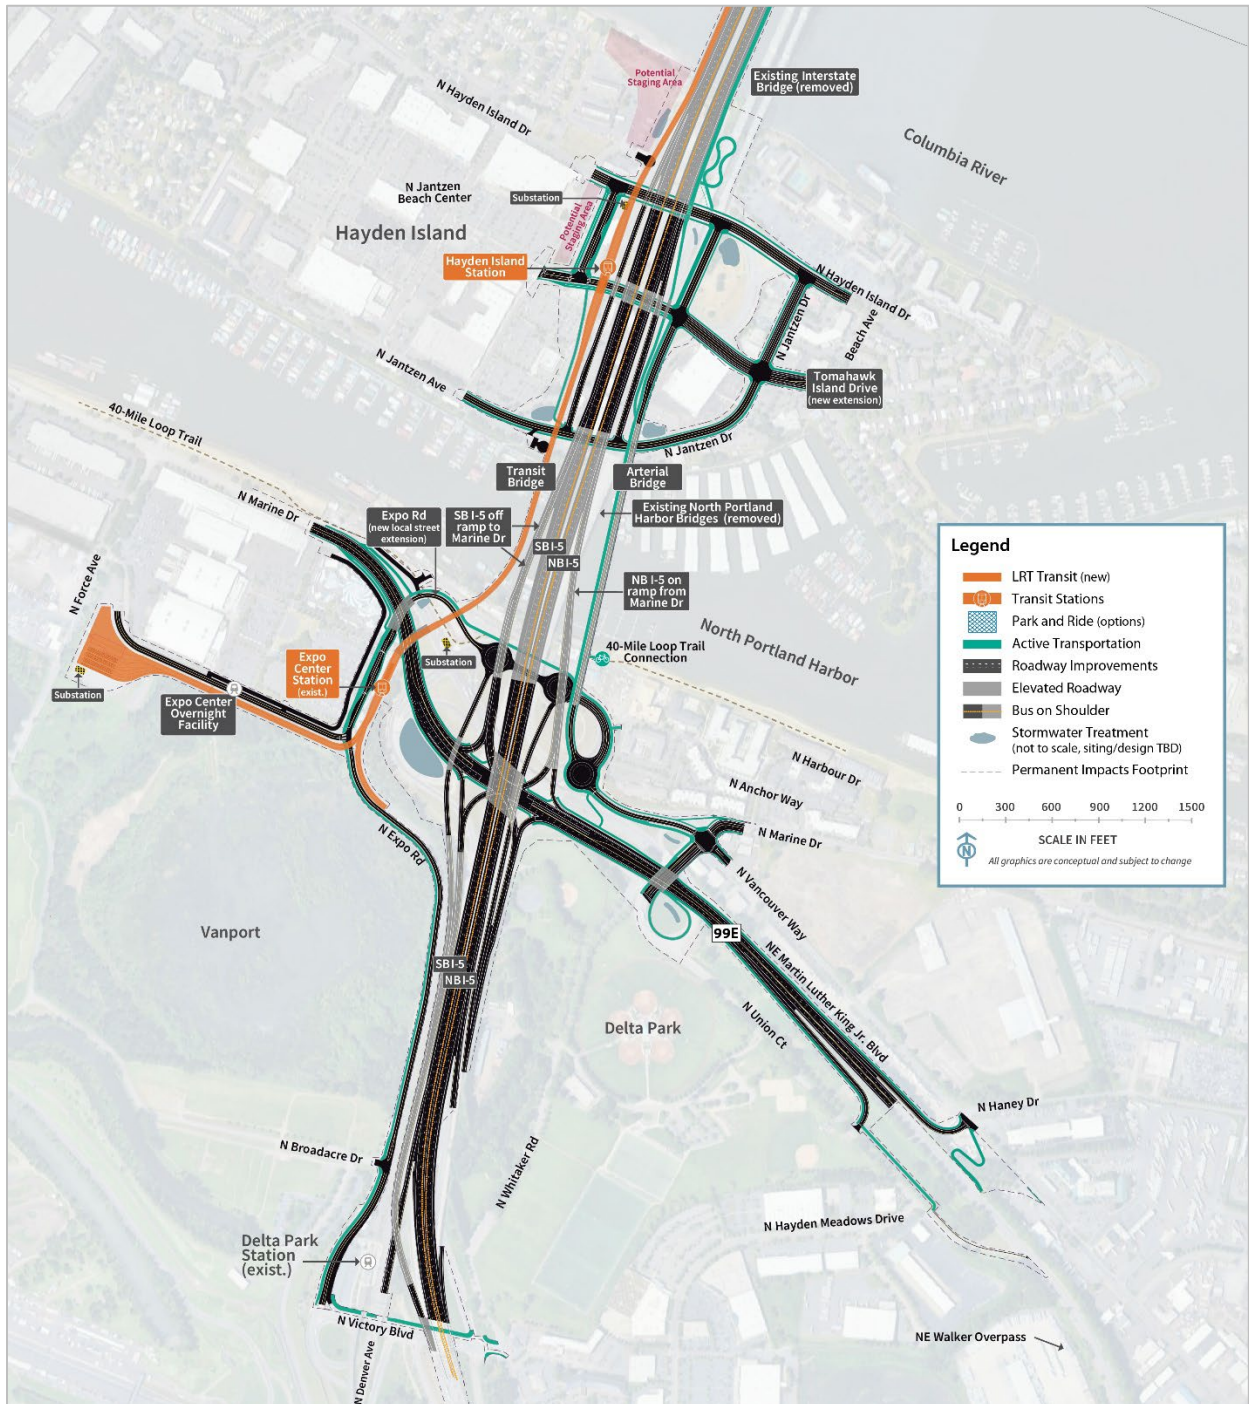 Potential
Staging Area
Existing Interstate
Bridge (removed)
N Hayden Island Dr
Columbia River
N Jantzen
Beach Center
Substation
Potential
Staging Area
Hayden Island
Hayden Island
Station
N Hayden Island Dr
N Jantzen Dr
Beach Ave
N Jantzen Ave
Tomahawk
Island Drive
(new extension)
40-Mile Loop Trail
N Jantzen Dr
Transit
Bridge
Arterial
Bridge
N Marine Dr
Expo Rd
(new local street
extension)
SB I-5 off
ramp to
Marine Dr
Existing North Portland
Harbor Bridges (removed)
SB I-5
NB I-5
N Force Ave
NB I-5 on
ramp from
Marine Dr
North Portland Harbor
40-Mile Loop Trail
Connection
Substation
Expo
Center
Station
(exist.)
Substation
Expo Center
Overnight
Facility
N Harbour Dr
N Anchor Way
N Marine Dr
N Expo Rd
N Vancouver Way
Vanport
99E
SB I-5
NB I-5
NE Martin Luther King Jr. Blvd
Delta Park
N Union Ct
N Haney Dr
N Broadacre Dr
N Whitaker Rd
N Hayden Meadows Drive
Delta Park
Station
(exist.)
N Victory Blvd
N Denver Ave
NE Walker Overpass
Legend
LRT Transit (new)
Transit Stations
Park and Ride (options)
Active Transportation
Roadway Improvements
Elevated Roadway
Bus on Shoulder
Stormwater Treatment
(not to scale, siting/design TBD)
Permanent Impacts Footprint
0 300 600 900 1200 1500
SCALE IN FEET
N
All graphics are conceptual and subject to change